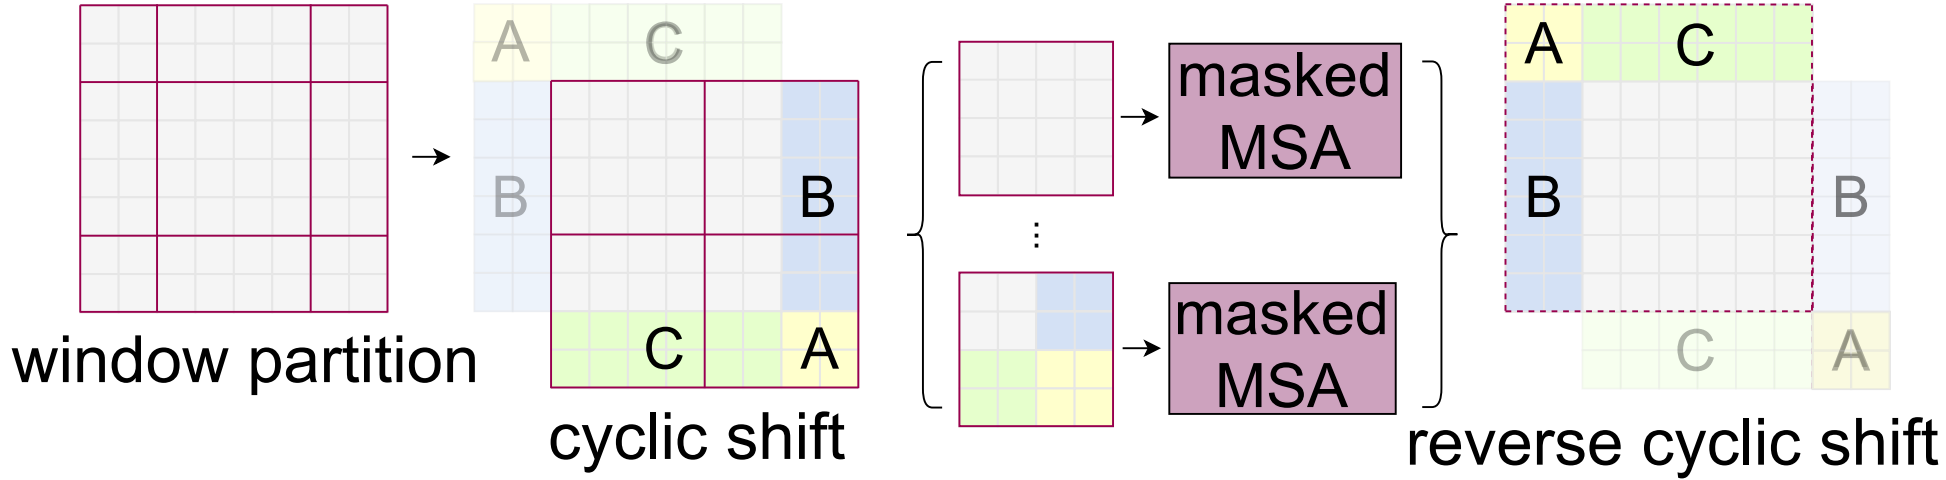 window partition
A
C
B
B
C
A
cyclic shift
masked
MSA
...
masked
MSA
A
C
B
B
C
A
reverse cyclic shift